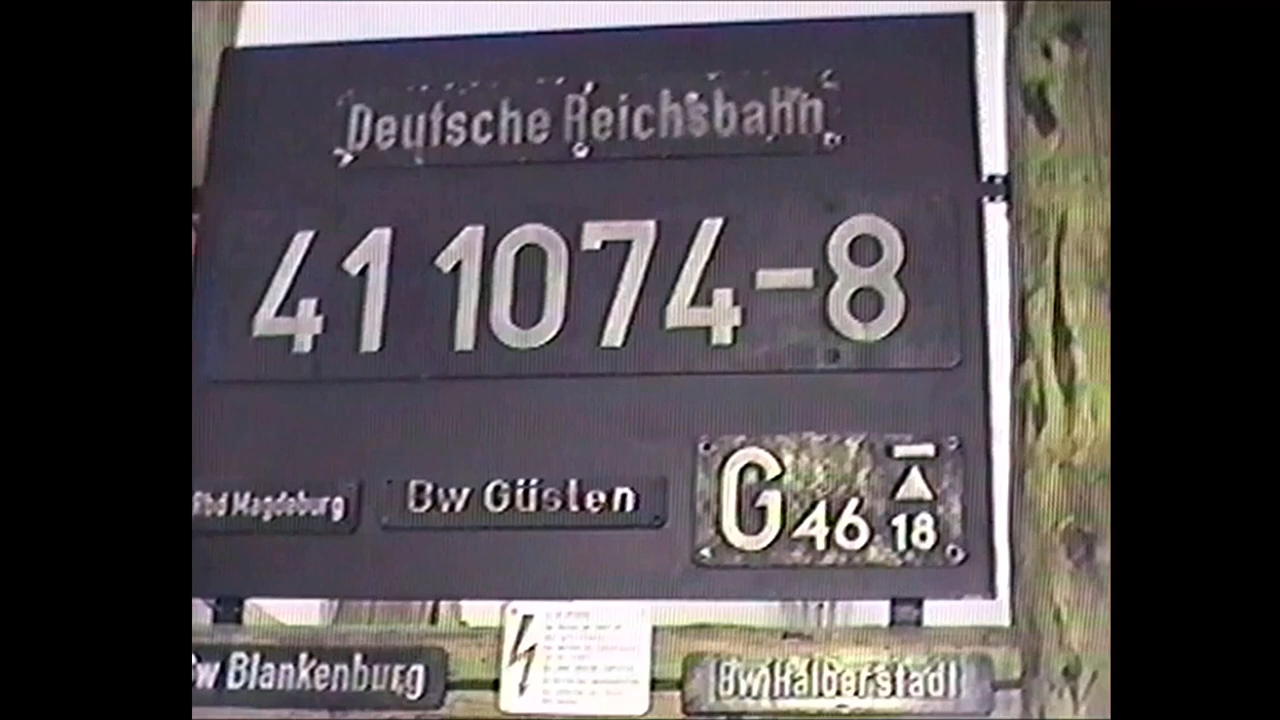 Deutsche Reichsbahn
41 1074-8
Rbd Magdeburg
Bw Güsten
G 46 18
Bw Blankenburg
Bw Halberstadt